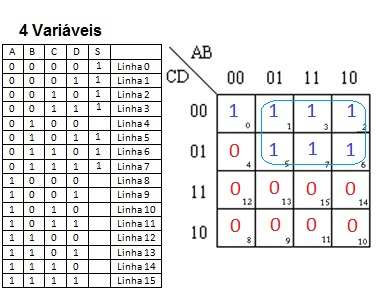 4 Variáveis
A B C D S
0 0 0 0 1 Linha 0
0 0 0 1 1 Linha 1
0 0 1 0 1 Linha 2
0 0 1 1 1 Linha 3
0 1 0 0 Linha 4
0 1 0 1 1 Linha 5
0 1 1 0 1 Linha 6
0 1 1 1 1 Linha 7
1 0 0 0 Linha 8
1 0 0 1 Linha 9
1 0 1 0 Linha 10
1 0 1 1 Linha 11
1 1 0 0 Linha 12
1 1 0 1 Linha 13
1 1 1 0 Linha 14
1 1 1 1 Linha 15
AB
CD 00 01 11 10
00 1 1 1 1
0 1 3 2
01 0 1 1 1
4 5 7 6
11 0 0 0 0
12 13 15 14
10 0 0 0 0
8 9 11 10